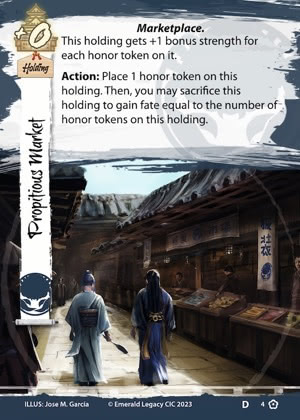 Marketplace.
+0
This holding gets +1 bonus strength for
each honor token on it.
Holding
Action: Place 1 honor token on this
holding. Then, you may sacrifice this
holding to gain fate equal to the number of
honor tokens on this holding.
Propitious Market
ILLUS: Jose M. García © Emerald Legacy CIC 2023 D 4